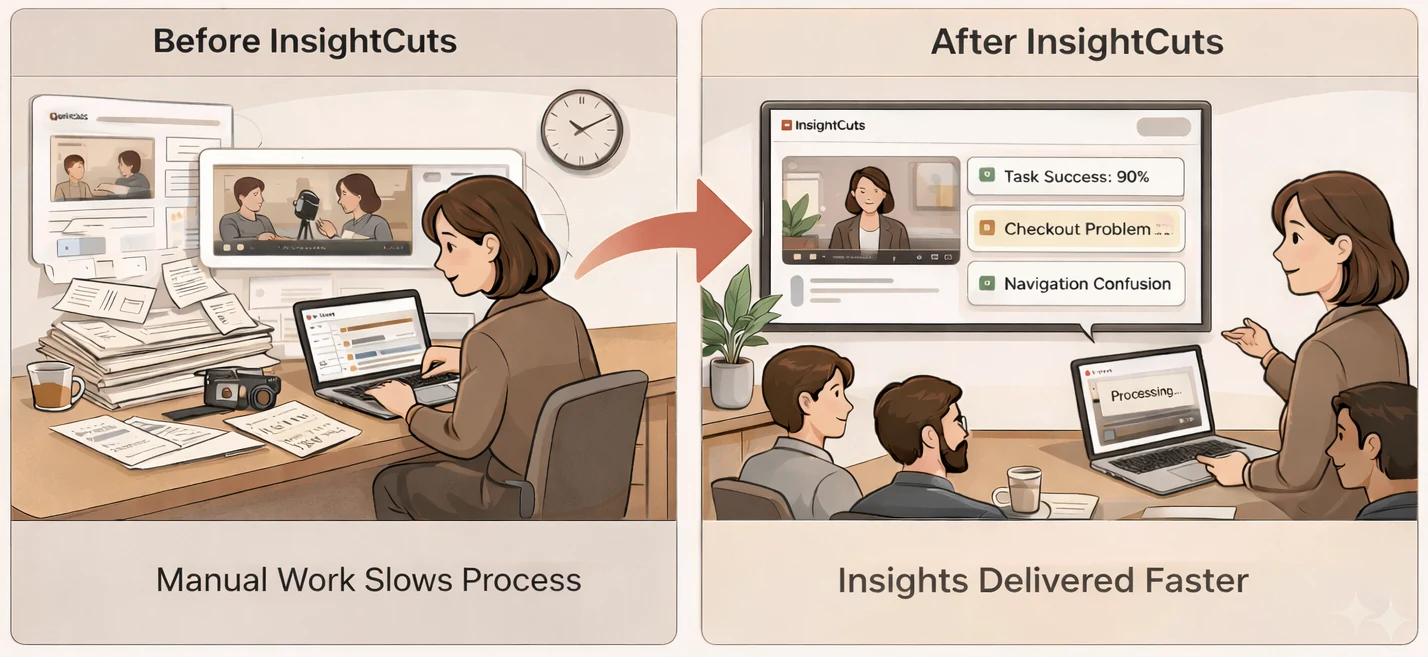 Before InsightCuts
Manual Work Slows Process
After InsightCuts
InsightCuts
Task Success: 90%
Checkout Problem
Navigation Confusion
Processing...
Insights Delivered Faster